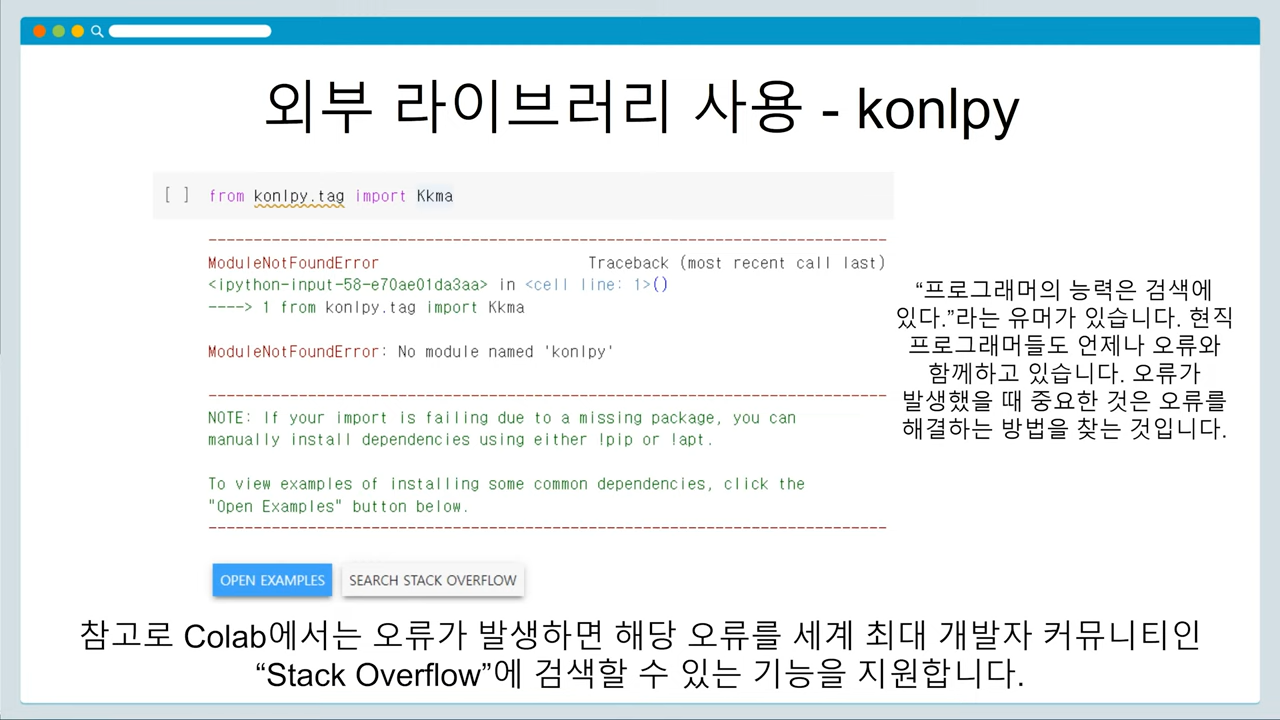 외부 라이브러리 사용 - konlpy
[ ] from konlpy.tag import Kkma
---------------------------------------------------------------------------
ModuleNotFoundError                       Traceback (most recent call last)
<ipython-input-58-e70ae01da3aa> in <cell line: 1>()
----> 1 from konlpy.tag import Kkma
ModuleNotFoundError: No module named 'konlpy'
---------------------------------------------------------------------------
NOTE: If your import is failing due to a missing package, you can
manually install dependencies using either !pip or !apt.
To view examples of installing some common dependencies, click the
"Open Examples" button below.
---------------------------------------------------------------------------
OPEN EXAMPLES
SEARCH STACK OVERFLOW
“프로그래머의 능력은 검색에
있다.”라는 유머가 있습니다. 현직
프로그래머들도 언제나 오류와
함께하고 있습니다. 오류가
발생했을 때 중요한 것은 오류를
해결하는 방법을 찾는 것입니다.
참고로 Colab에서는 오류가 발생하면 해당 오류를 세계 최대 개발자 커뮤니티인
“Stack Overflow”에 검색할 수 있는 기능을 지원합니다.